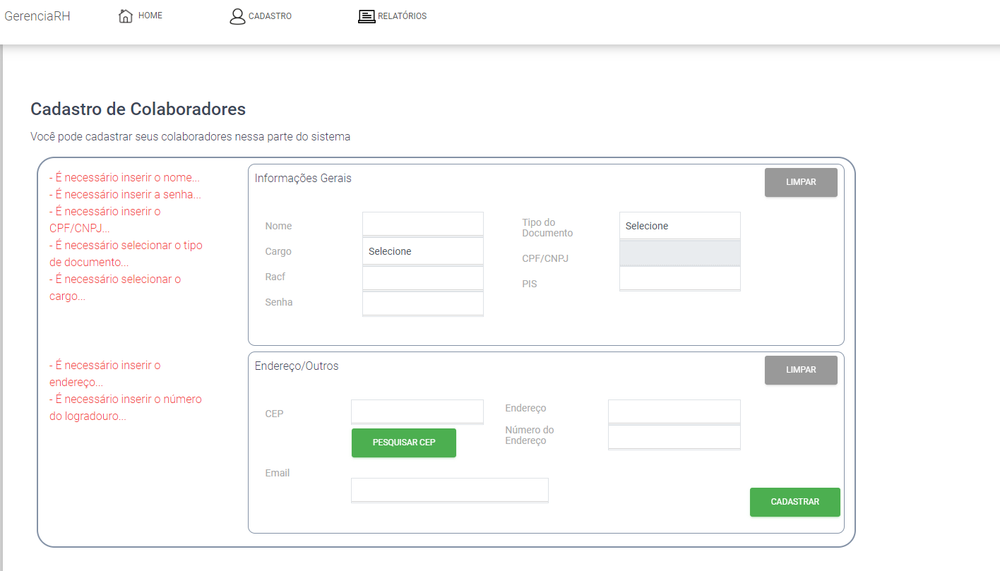 GerenciaRH
HOME
CADASTRO
RELATÓRIOS
Cadastro de Colaboradores
Você pode cadastrar seus colaboradores nessa parte do sistema
- É necessário inserir o nome...
- É necessário inserir a senha...
- É necessário inserir o
CPF/CNPJ...
- É necessário selecionar o tipo
de documento...
- É necessário selecionar o
cargo...
Informações Gerais
LIMPAR
Nome
Cargo
Selecione
Racf
Senha
Tipo do
Documento
Selecione
CPF/CNPJ
PIS
- É necessário inserir o
endereço...
- É necessário inserir o número
do logradouro...
Endereço/Outros
LIMPAR
CEP
PESQUISAR CEP
Endereço
Número do
Endereço
Email
CADASTRAR